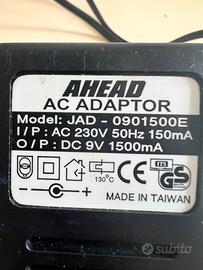 AHEAD
AC ADAPTOR
Model: JAD - 0901500E
I / P : AC 230V 50Hz 150mA
O / P : DC 9V 1500mA
130°C
ITS
GS
CE
MADE IN TAIWAN
subito